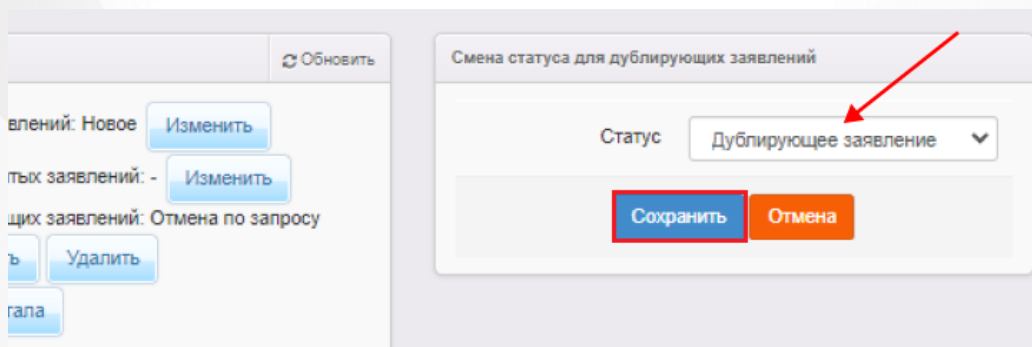 Обновить
влений: Новое Изменить
тых заявлений: - Изменить
щих заявлений: Отмена по запросу
ь Удалить
тала
Смена статуса для дублирующих заявлений
Статус Дублирующее заявление
Сохранить Отмена